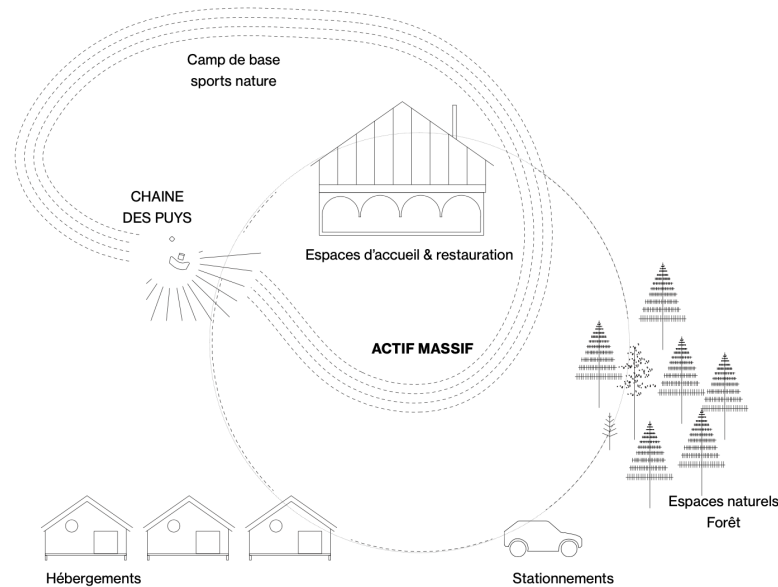 Camp de base
sports nature
CHAINE
DES PUYS
Espaces d'accueil & restauration
ACTIF MASSIF
Espaces naturels
Forêt
Hébergements
Stationnements